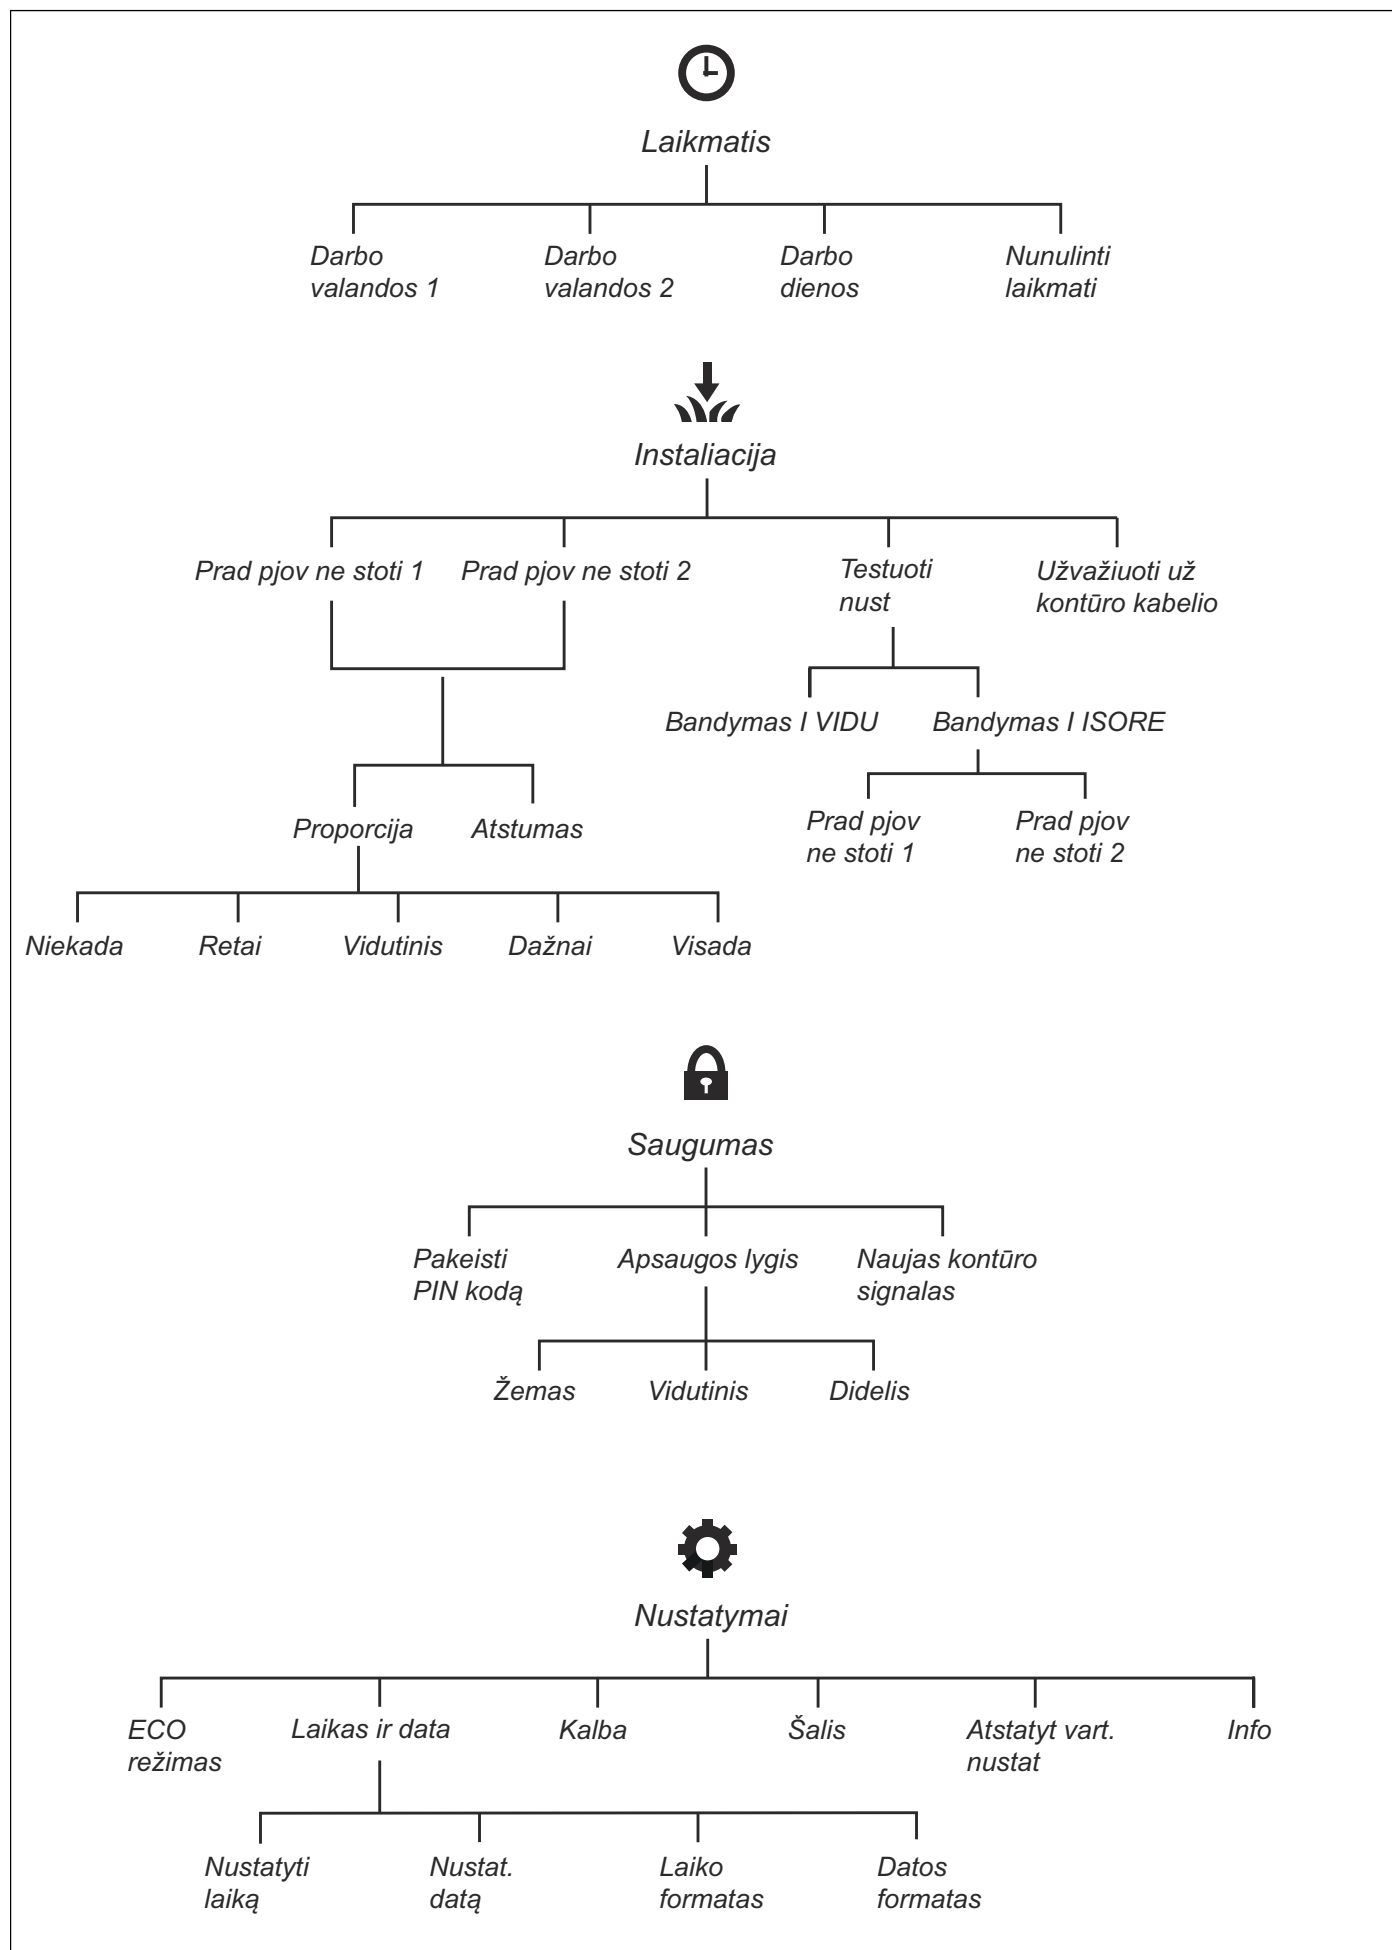 Laikmatis
Darbo
valandos 1
Darbo
valandos 2
Darbo
dienos
Nunulinti
laikmati
Instaliacija
Prad pjov ne stoti 1
Prad pjov ne stoti 2
Testuoti
nust
Užvažiuoti už
kontūro kabelio
Bandymas I VIDU
Bandymas I ISORE
Proporcija
Atstumas
Prad pjov
ne stoti 1
Prad pjov
ne stoti 2
Niekada
Retai
Vidutinis
Dažnai
Visada
Saugumas
Pakeisti
PIN kodą
Apsaugos lygis
Naujas kontūro
signalas
Žemas
Vidutinis
Didelis
Nustatymai
ECO
režimas
Laikas ir data
Kalba
Šalis
Atstatyt vart.
nustat
Info
Nustatyti
laiką
Nustat.
datą
Laiko
formatas
Datos
formatas